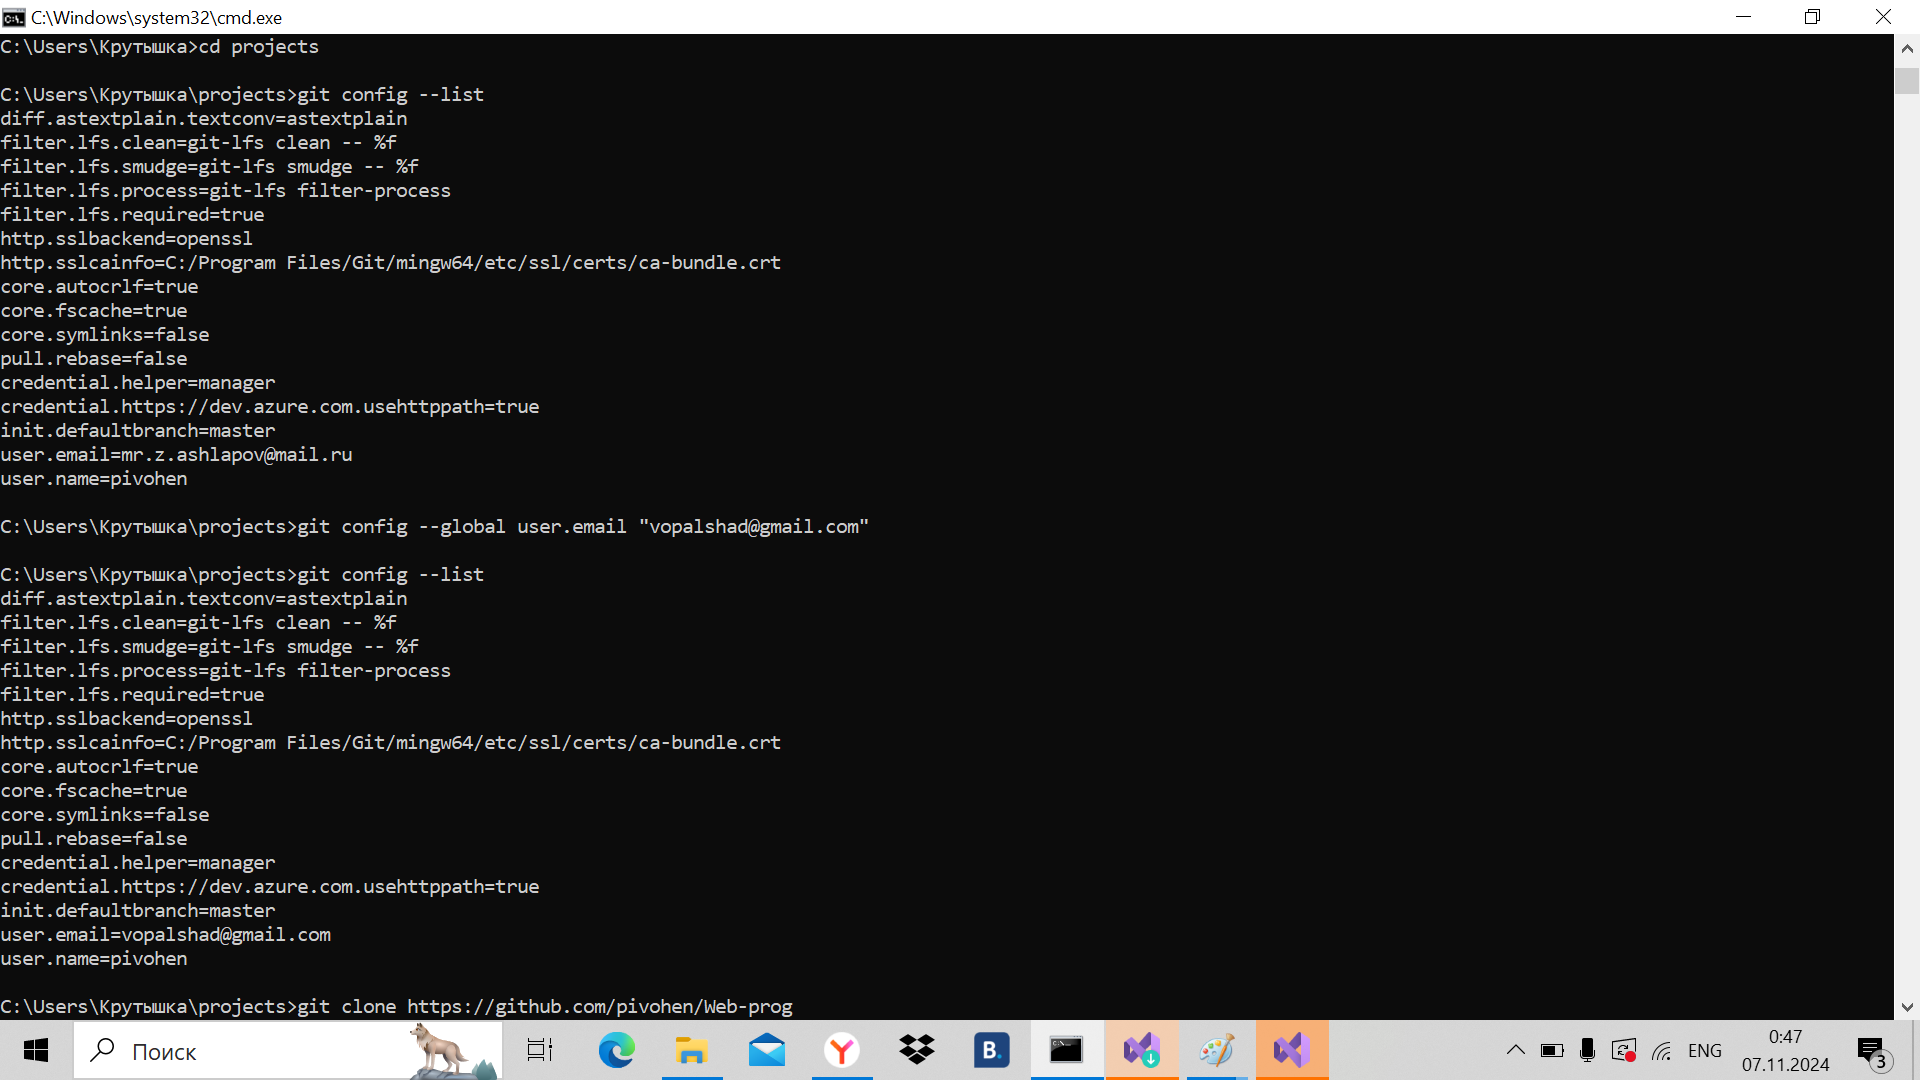 C:\Windows\system32\cmd.exe
C:\Users\Крутышка>cd projects
C:\Users\Крутышка\projects>git config --list
diff.astextplain.textconv=astextplain
filter.lfs.clean=git-lfs clean -- %f
filter.lfs.smudge=git-lfs smudge -- %f
filter.lfs.process=git-lfs filter-process
filter.lfs.required=true
http.sslbackend=openssl
http.sslcainfo=C:/Program Files/Git/mingw64/etc/ssl/certs/ca-bundle.crt
core.autocrlf=true
core.fscache=true
core.symlinks=false
pull.rebase=false
credential.helper=manager
credential.https://dev.azure.com.usehttppath=true
init.defaultbranch=master
user.email=mr.z.ashlapov@mail.ru
user.name=pivohen
C:\Users\Крутышка\projects>git config --global user.email "vopalshad@gmail.com"
C:\Users\Крутышка\projects>git config --list
diff.astextplain.textconv=astextplain
filter.lfs.clean=git-lfs clean -- %f
filter.lfs.smudge=git-lfs smudge -- %f
filter.lfs.process=git-lfs filter-process
filter.lfs.required=true
http.sslbackend=openssl
http.sslcainfo=C:/Program Files/Git/mingw64/etc/ssl/certs/ca-bundle.crt
core.autocrlf=true
core.fscache=true
core.symlinks=false
pull.rebase=false
credential.helper=manager
credential.https://dev.azure.com.usehttppath=true
init.defaultbranch=master
user.email=vopalshad@gmail.com
user.name=pivohen
C:\Users\Крутышка\projects>git clone https://github.com/pivohen/Web-prog
Поиск
B.
ENG
0:47
07.11.2024
3